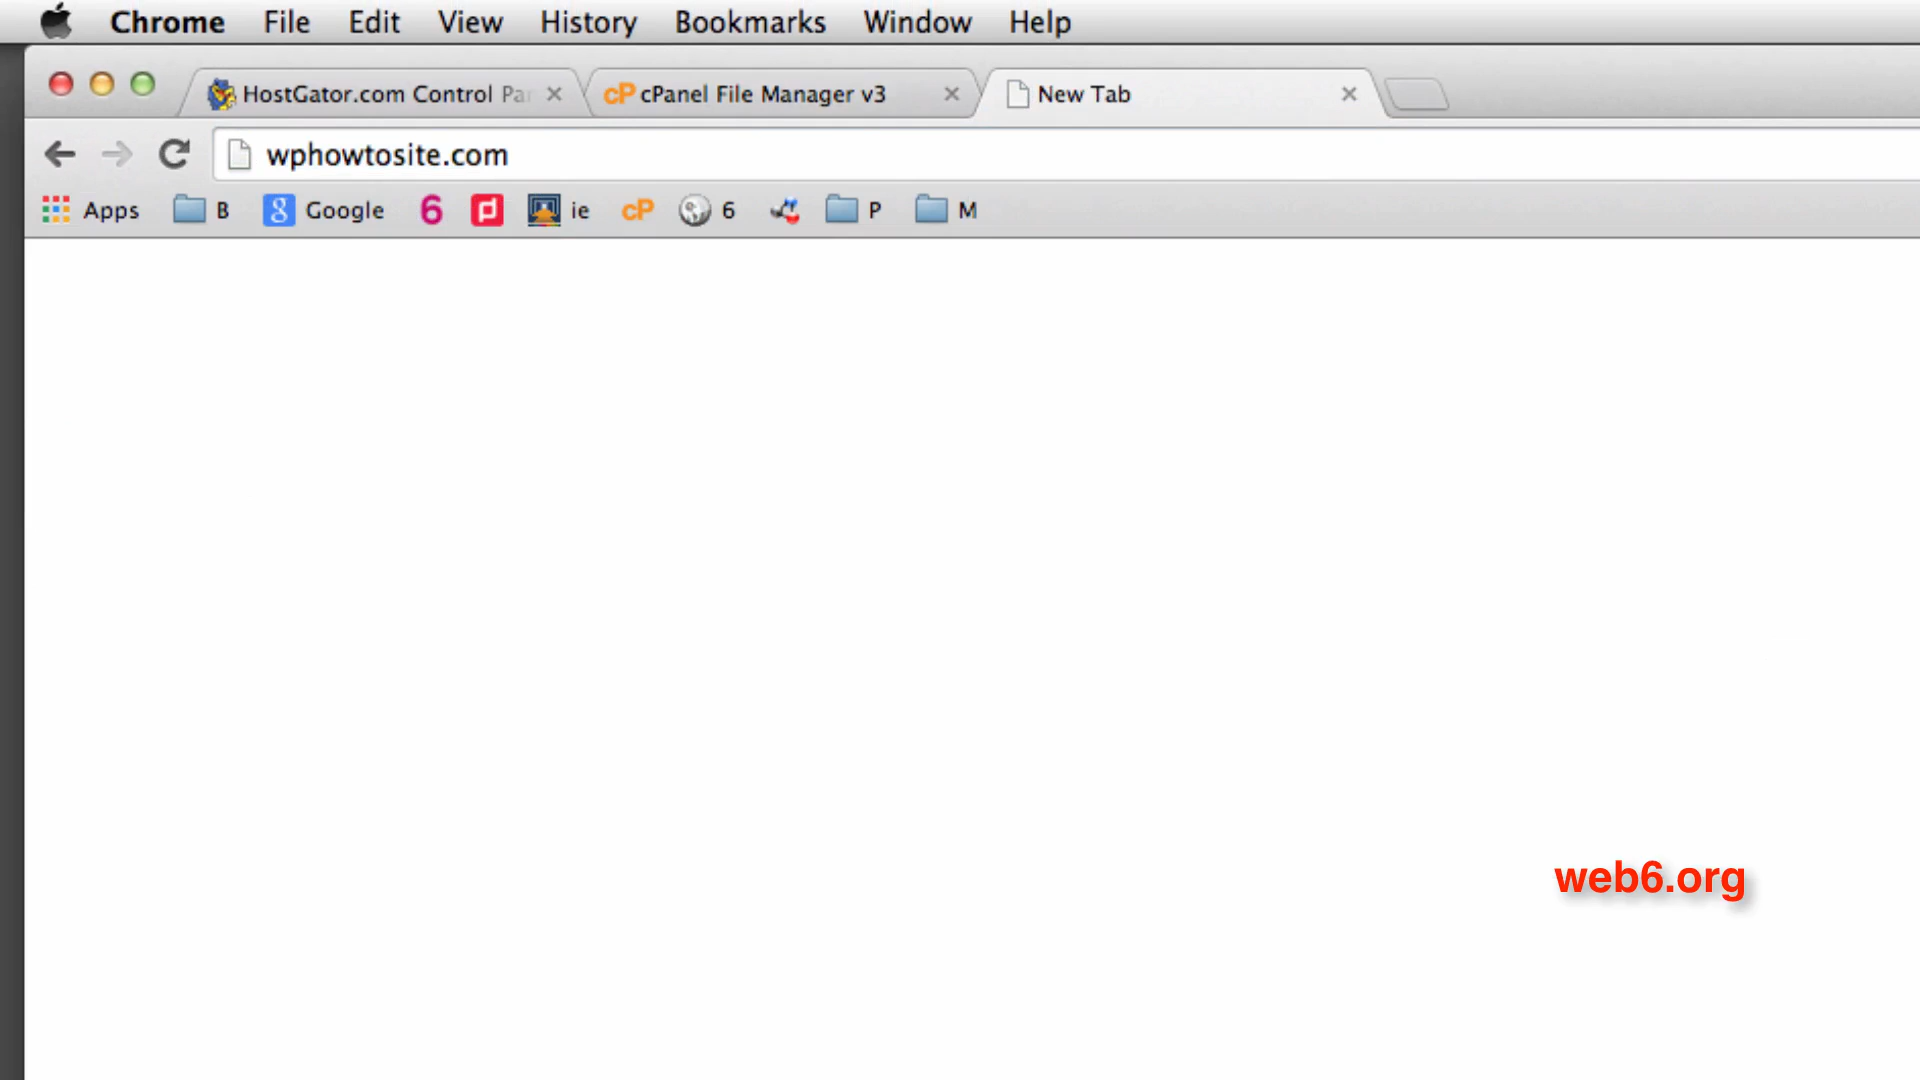 Chrome File Edit View History Bookmarks Window Help
HostGator.com Control Pa cP cPanel File Manager v3 New Tab
wphowtosite.com
Apps B 8 Google 6 ie cP 6 P M
web6.org